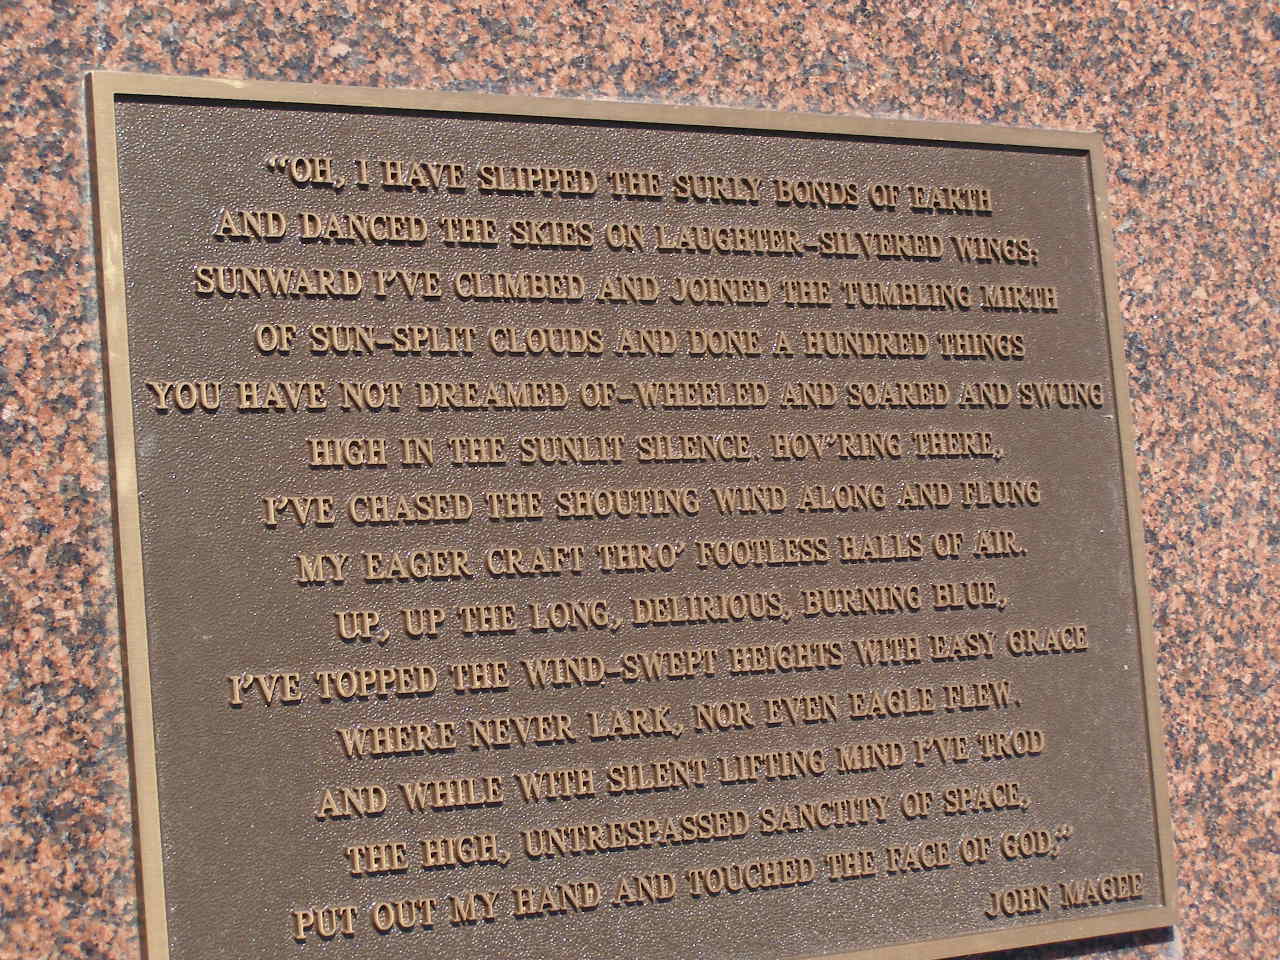 “OH, I HAVE SLIPPED THE SURLY BONDS OF EARTH
AND DANCED THE SKIES ON LAUGHTER-SILVERED WINGS;
SUNWARD I'VE CLIMBED AND JOINED THE TUMBLING MIRTH
OF SUN-SPLIT CLOUDS AND DONE A HUNDRED THINGS
YOU HAVE NOT DREAMED OF-WHEELED AND SOARED AND SWUNG
HIGH IN THE SUNLIT SILENCE. HOV'RING THERE,
I'VE CHASED THE SHOUTING WIND ALONG AND FLUNG
MY EAGER CRAFT THRO' FOOTLESS HALLS OF AIR.
UP, UP THE LONG, DELIRIOUS, BURNING BLUE,
I'VE TOPPED THE WIND-SWEPT HEIGHTS WITH EASY GRACE
WHERE NEVER LARK, NOR EVEN EAGLE FLEW.
AND WHILE WITH SILENT LIFTING MIND I'VE TROD
THE HIGH, UNTRESPASSED SANCTITY OF SPACE,
PUT OUT MY HAND AND TOUCHED THE FACE OF GOD;”
JOHN MAGEE